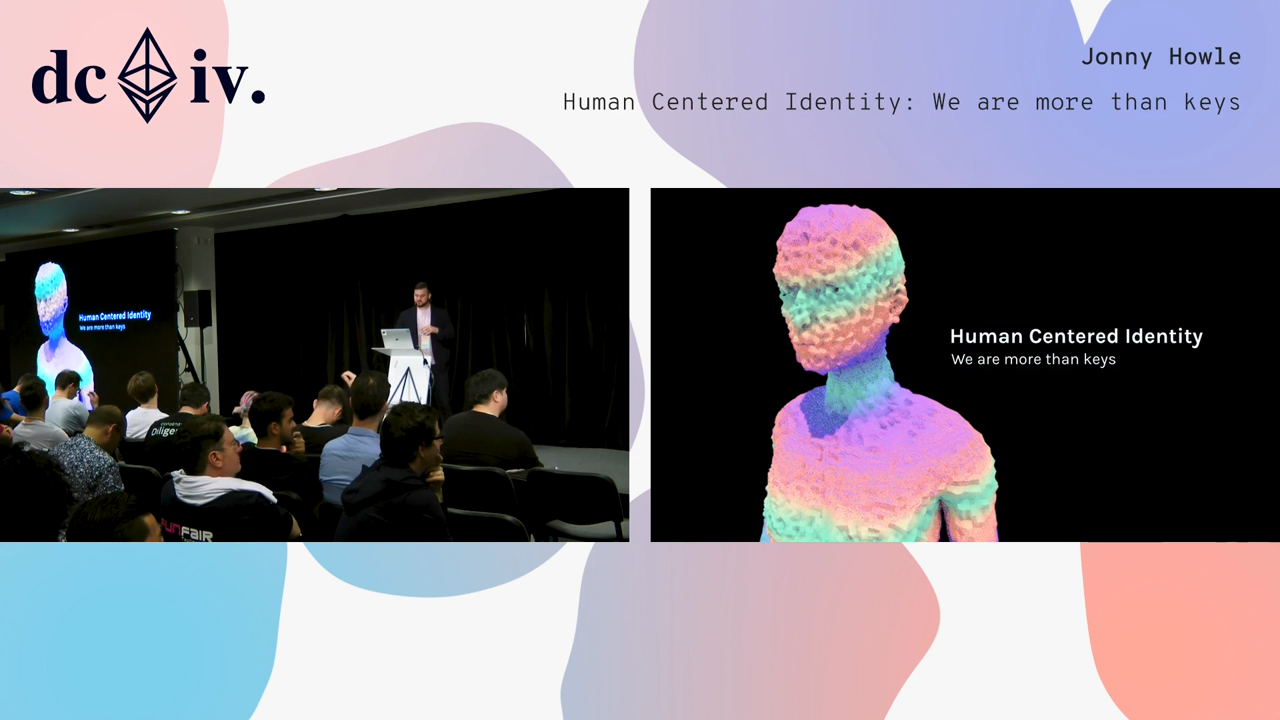 dc iv.
Jonny Howle
Human Centered Identity: We are more than keys
Human Centered Identity
We are more than keys
Human Centered Identity
We are more than keys
FUNFAIR